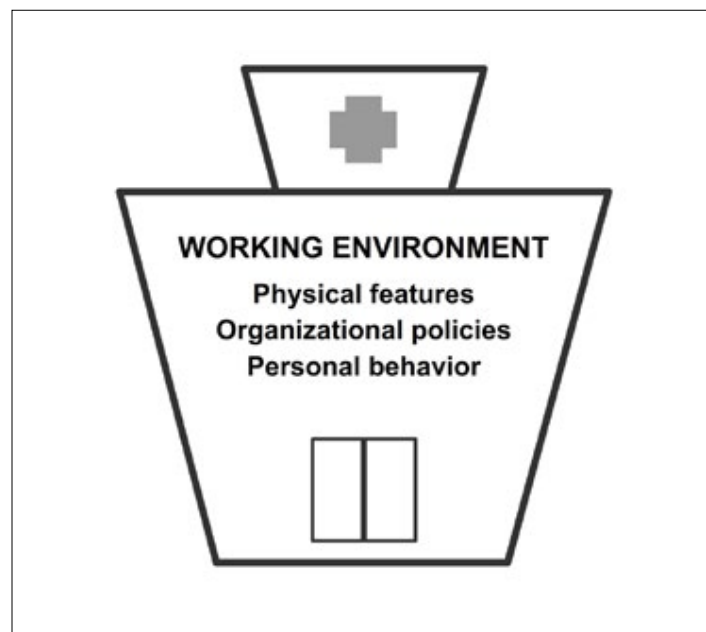 WORKING ENVIRONMENT
Physical features
Organizational policies
Personal behavior